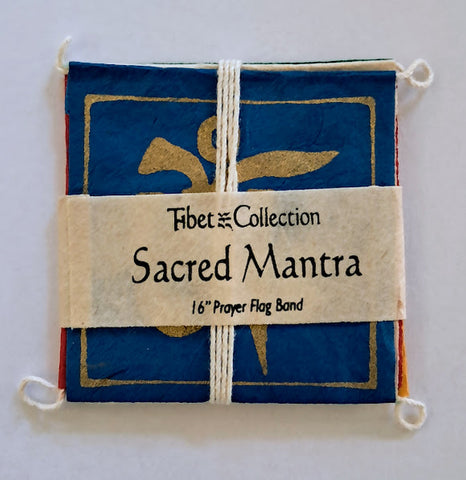 Tibet Collection
Sacred Mantra
16" Prayer Flag Band